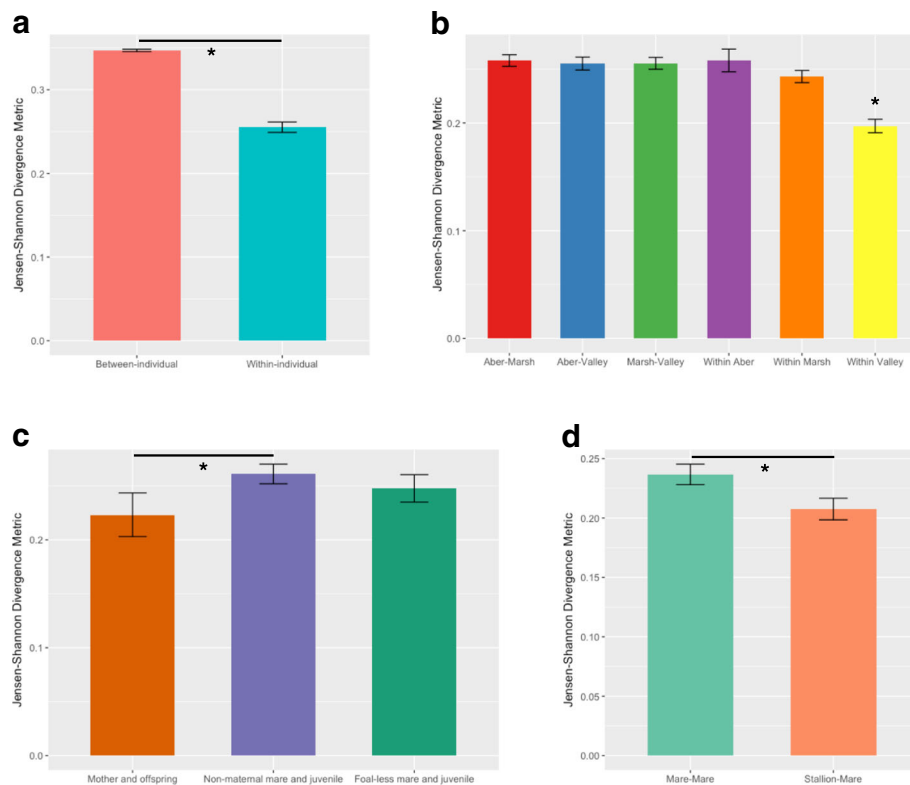 a
Jensen-Shannon Divergence Metric
0.3
0.2
0.1
0.0
*
Between-individual
Within-individual
b
Jensen-Shannon Divergence Metric
0.2
0.1
0.0
*
Aber-Marsh
Aber-Valley
Marsh-Valley
Within Aber
Within Marsh
Within Valley
c
Jensen-Shannon Divergence Metric
0.2
0.1
0.0
*
Mother and offspring
Non-maternal mare and juvenile
Foal-less mare and juvenile
d
Jensen-Shannon Divergence Metric
0.25
0.20
0.15
0.10
0.05
0.00
*
Mare-Mare
Stallion-Mare